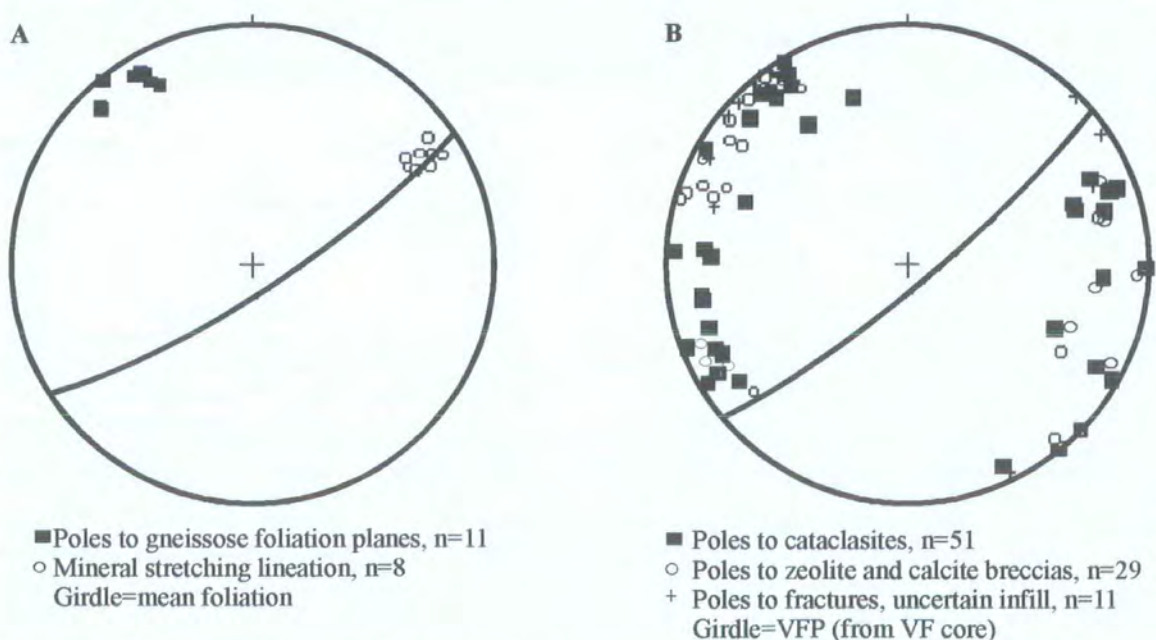 A
B
■Poles to gneissose foliation planes, n=11
○ Mineral stretching lineation, n=8
Girdle=mean foliation
■ Poles to cataclasites, n=51
○ Poles to zeolite and calcite breccias, n=29
+ Poles to fractures, uncertain infill, n=11
Girdle=VFP (from VF core)